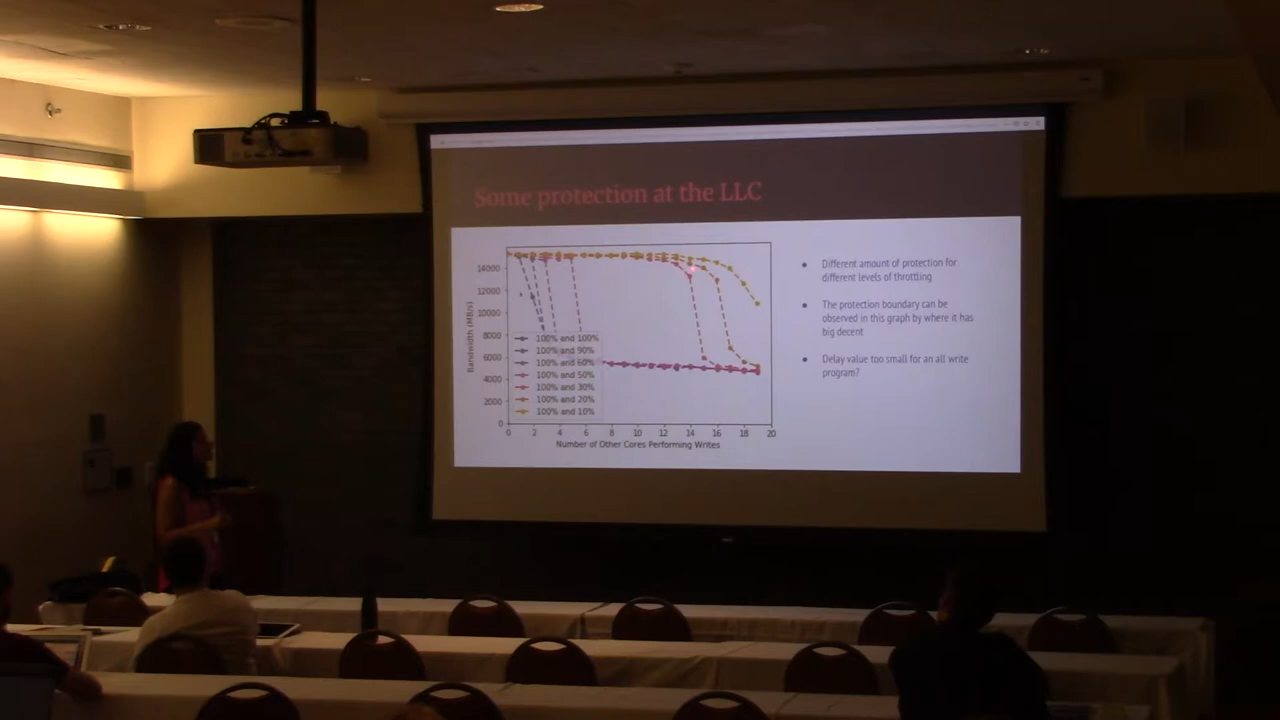 Some protection at the LLC
14000
12000
10000
8000
6000
4000
2000
0
Bandwidth (MB/s)
100% and 100%
100% and 90%
100% and 60%
100% and 50%
100% and 30%
100% and 20%
100% and 10%
0 2 4 6 8 10 12 14 16 18 20
Number of Other Cores Performing Writes
Different amount of protection for
different levels of throttling
The protection boundary can be
observed in this graph by where it has
big decent
Delay value too small for an all write
program?